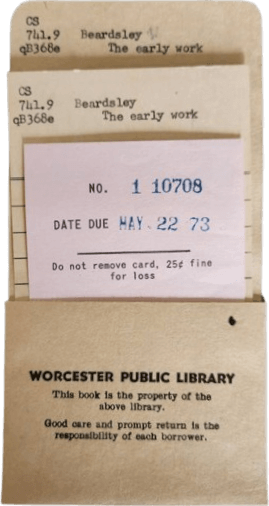 CS
741.9 Beardsley
qB368e The early work
CS
741.9 Beardsley
qB368e The early work
NO. 1 10708
DATE DUE MAY. 22 73
Do not remove card, 25¢ fine
for loss
WORCESTER PUBLIC LIBRARY
This book is the property of the
above library.
Good care and prompt return is the
responsibility of each borrower.